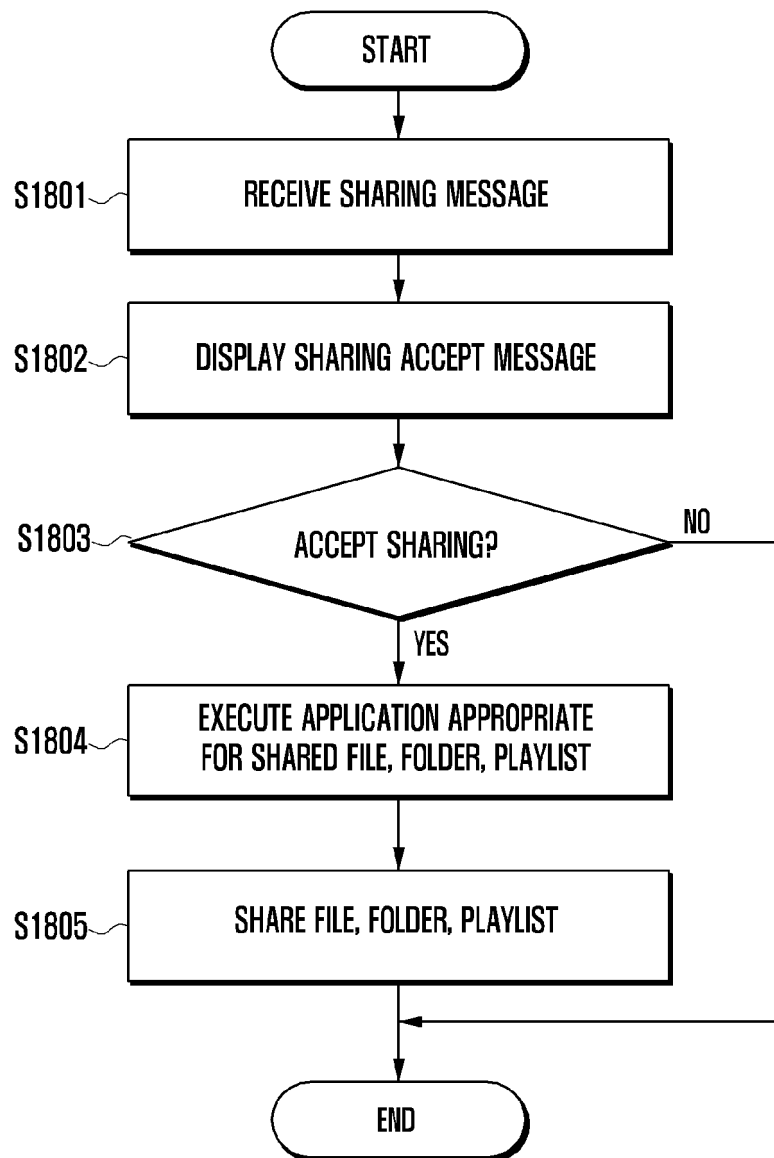 START
S1801
RECEIVE SHARING MESSAGE
S1802
DISPLAY SHARING ACCEPT MESSAGE
S1803
ACCEPT SHARING?
NO
YES
S1804
EXECUTE APPLICATION APPROPRIATE
FOR SHARED FILE, FOLDER, PLAYLIST
S1805
SHARE FILE, FOLDER, PLAYLIST
END